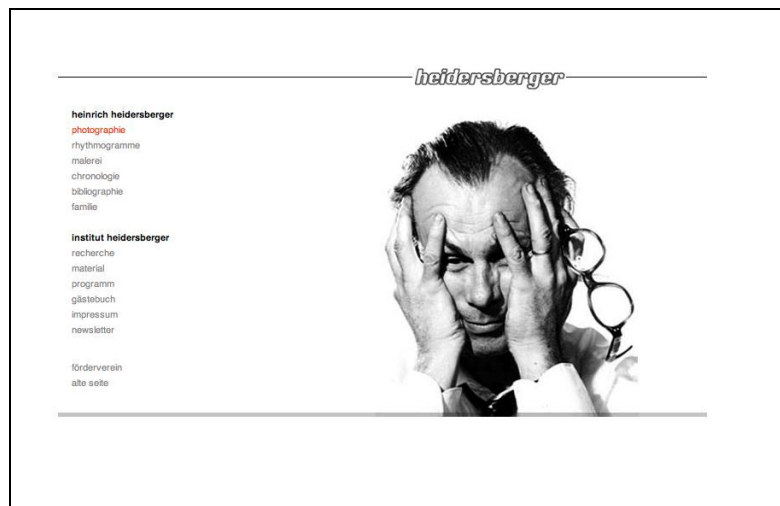 heidersberger
heinrich heidersberger
photographie
rhythmogramme
malerei
chronologie
bibliographie
familie
institut heidersberger
recherche
material
programm
gästebuch
impressum
newsletter
förderverein
alte seite